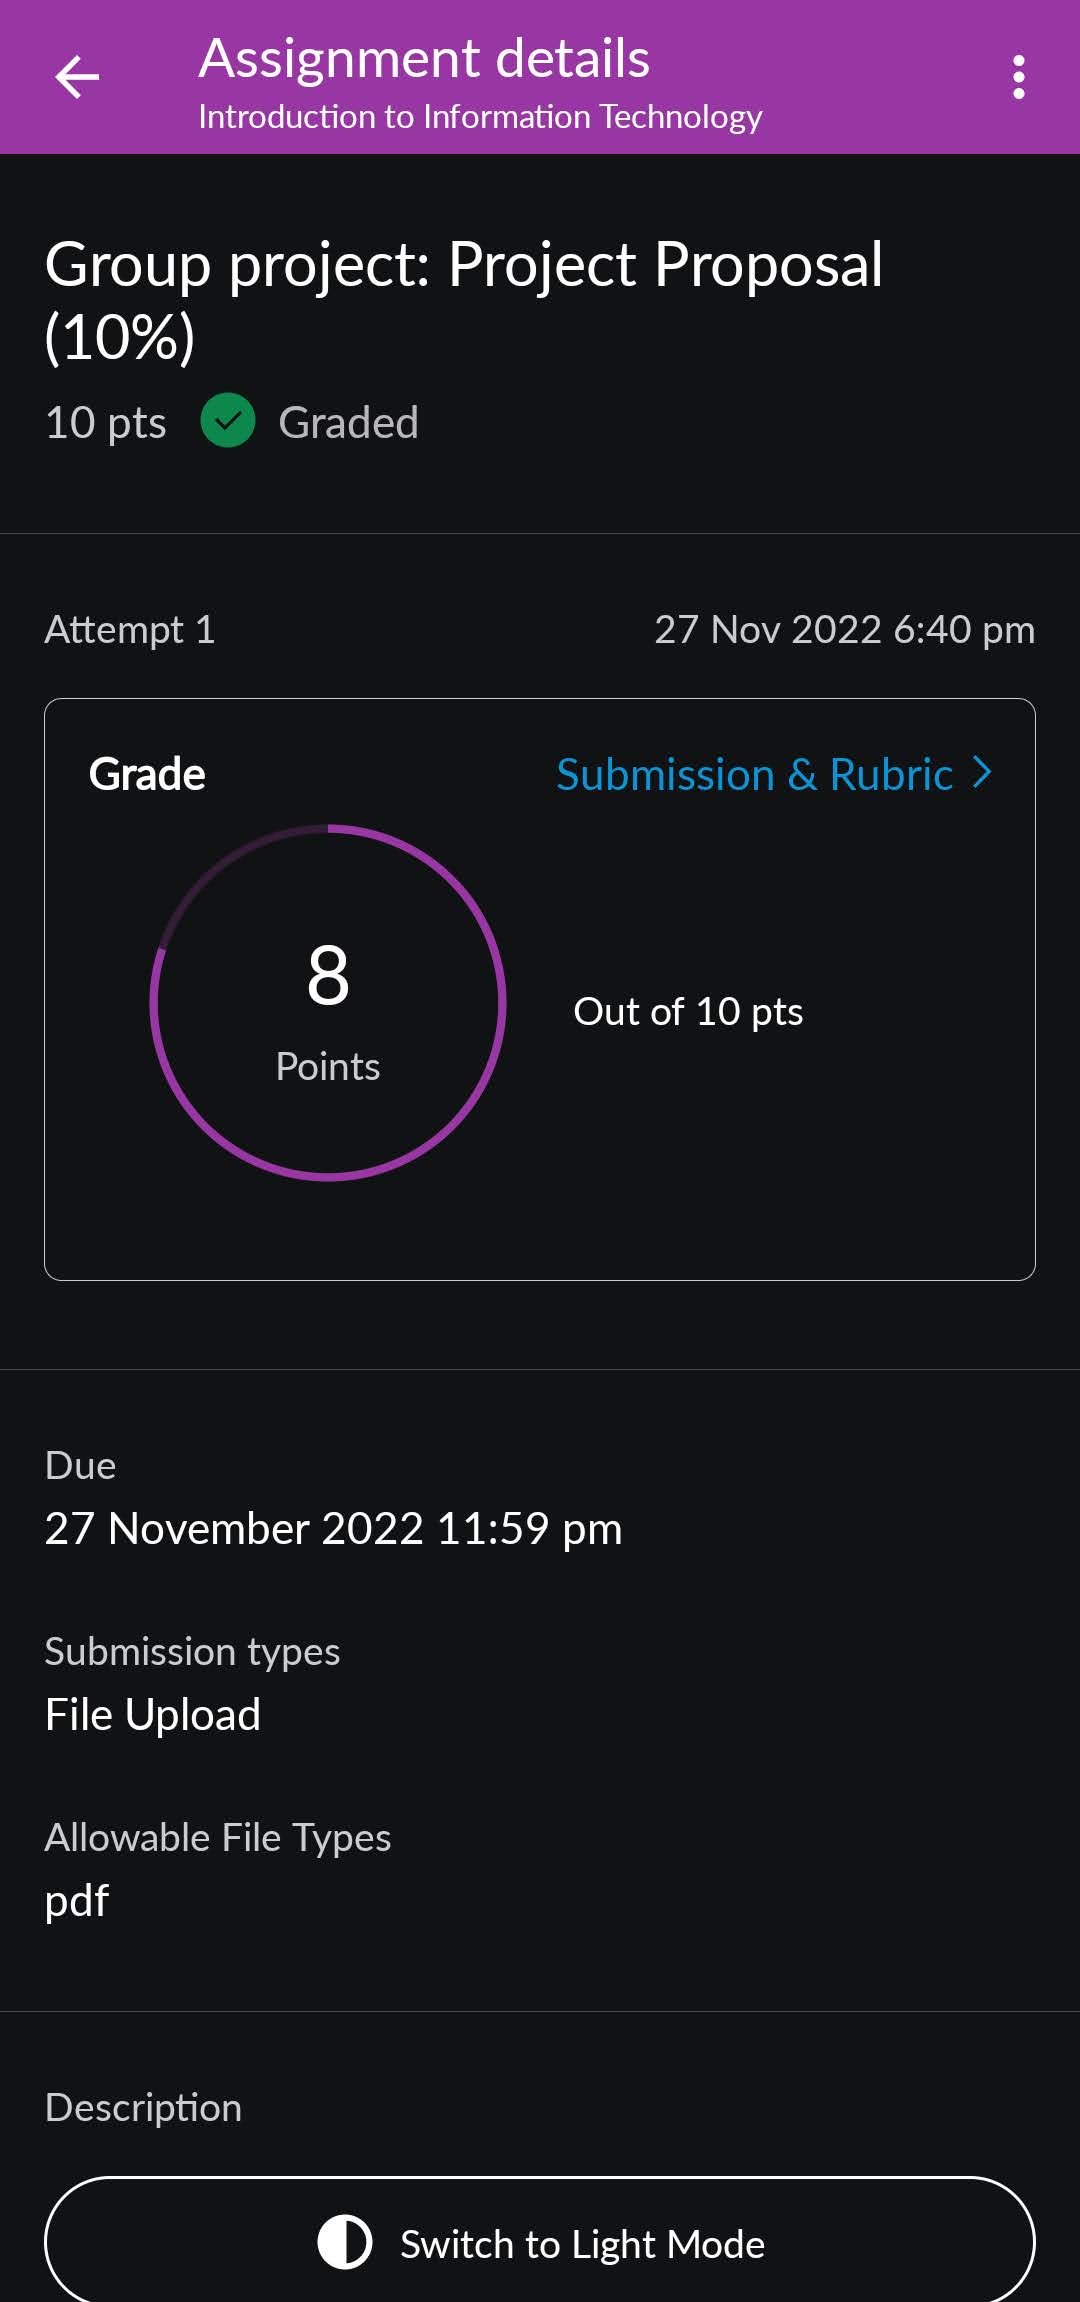 Assignment details
Introduction to Information Technology
Group project: Project Proposal
(10%)
10 pts Graded
Attempt 1 27 Nov 2022 6:40 pm
Grade Submission & Rubric
8
Points
Out of 10 pts
Due
27 November 2022 11:59 pm
Submission types
File Upload
Allowable File Types
pdf
Description
Switch to Light Mode